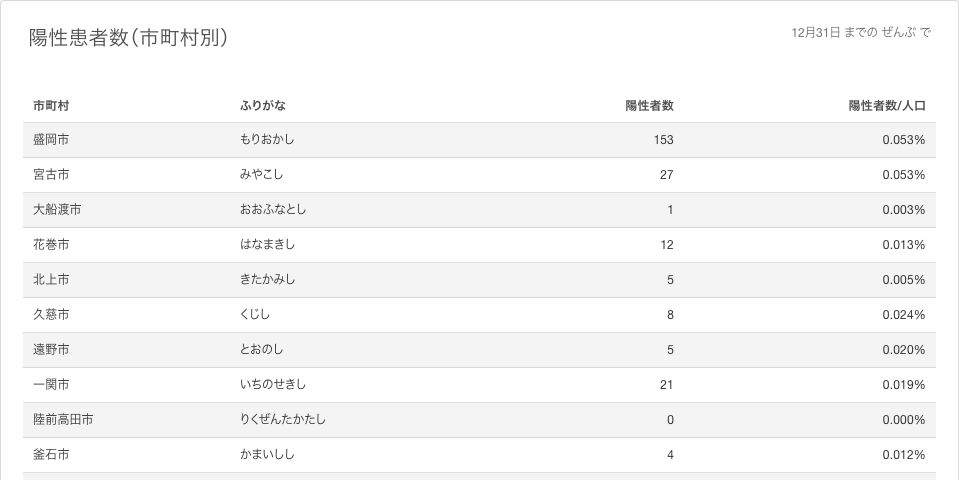 陽性患者数（市町村別）
12月31日 までの ぜんぶ で
市町村 ふりがな 陽性者数 陽性者数/人口
盛岡市 もりおかし 153 0.053%
宮古市 みやこし 27 0.053%
大船渡市 おおふなとし 1 0.003%
花巻市 はなまきし 12 0.013%
北上市 きたかみし 5 0.005%
久慈市 くじし 8 0.024%
遠野市 とおのし 5 0.020%
一関市 いちのせきし 21 0.019%
陸前高田市 りくぜんたかたし 0 0.000%
釜石市 かまいしし 4 0.012%